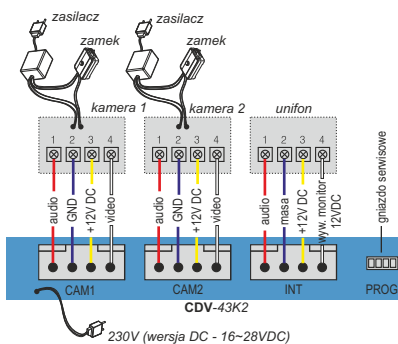 zasilacz zasilacz
zamek zamek
kamera 1 kamera 2 unifon
1 2 3 4 1 2 3 4 1 2 3 4
audio GND +12V DC video audio GND +12V DC video audio masa +12V DC wyw. monitor 12VDC gniazdo serwisowe
CAM1 CAM2 INT PROG
CDV-43K2
230V (wersja DC - 16~28VDC)